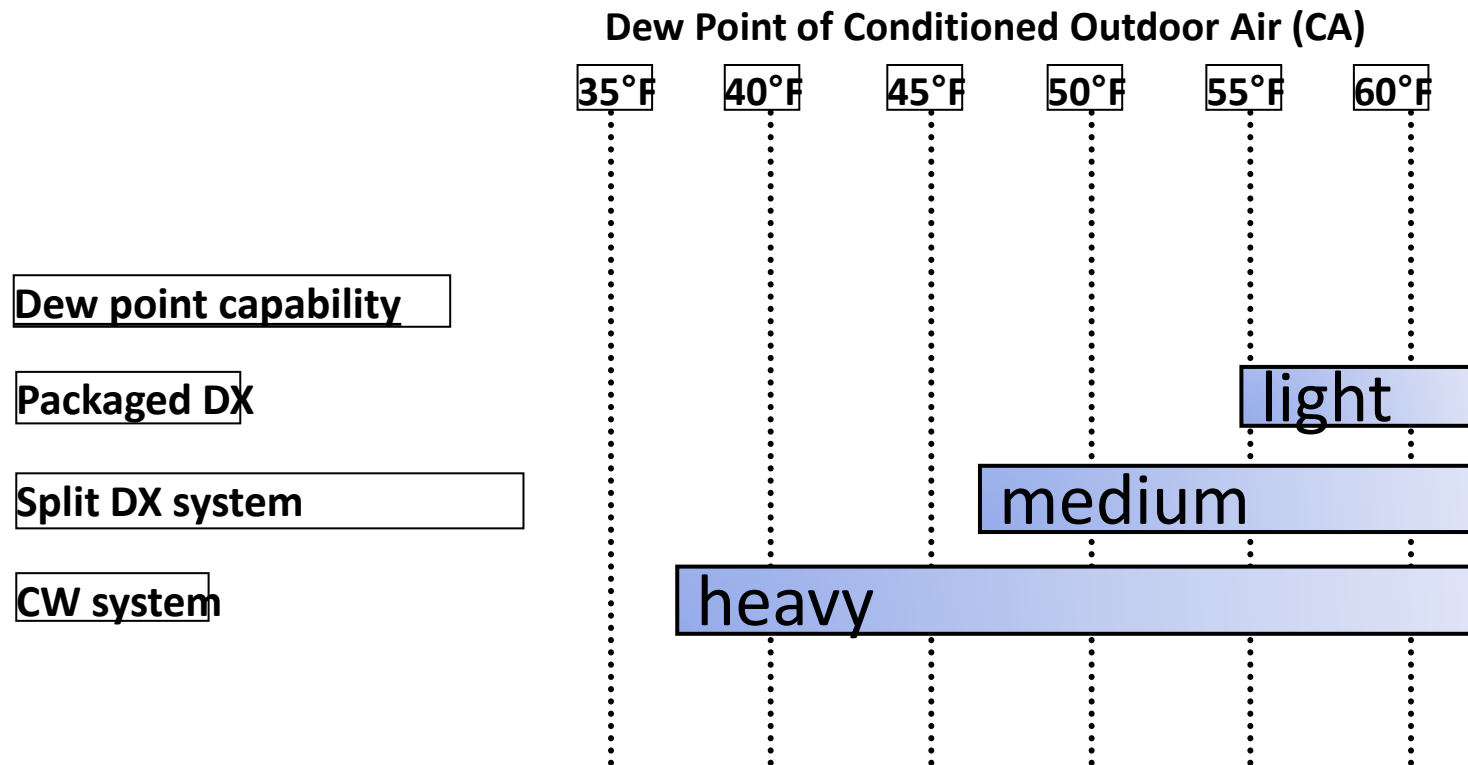 Dew Point of Conditioned Outdoor Air (CA)
35°F 40°F 45°F 50°F 55°F 60°F
Dew point capability
Packaged DX light
Split DX system medium
CW system heavy